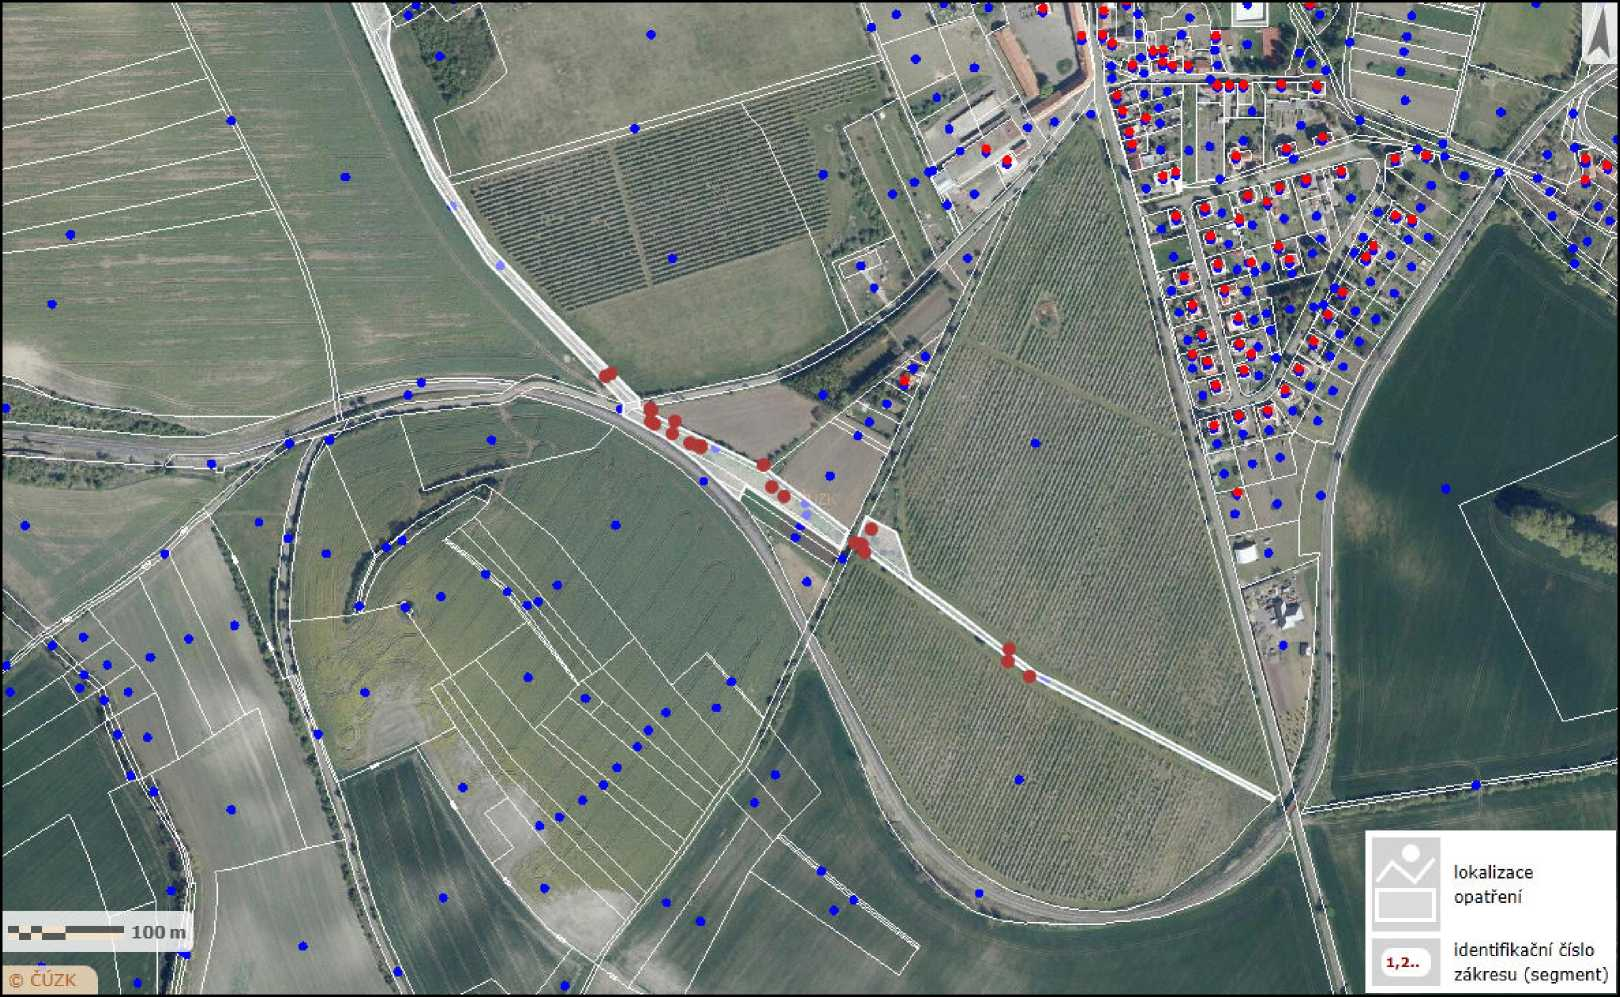 lokalizace
opatření
1,2..
identifikační číslo
zákresu (segment)
100 m
© ČÚZK